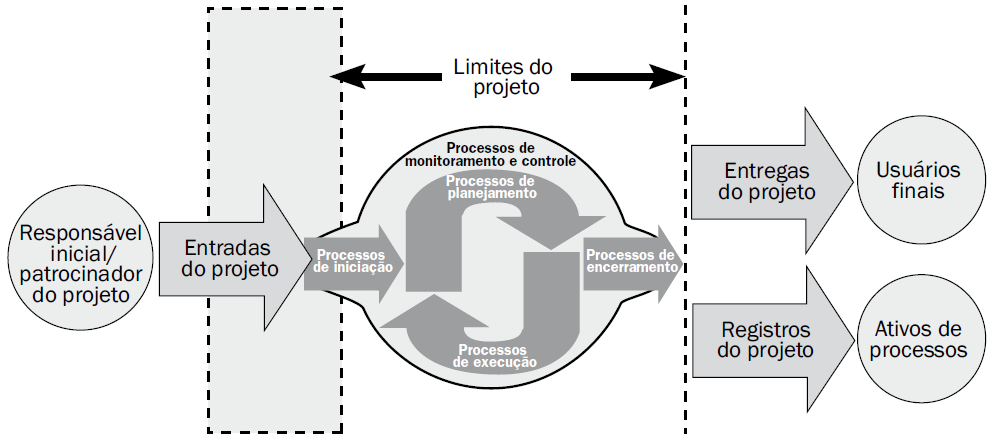 Limites do
projeto
Processos de
monitoramento e controle
Processos de
planejamento
Responsável
inicial/
patrocinador
do projeto
Entradas
do projeto
Processos
de iniciação
Processos de
encerramento
Processos
de execução
Entregas
do projeto
Usuários
finais
Registros
do projeto
Ativos de
processos